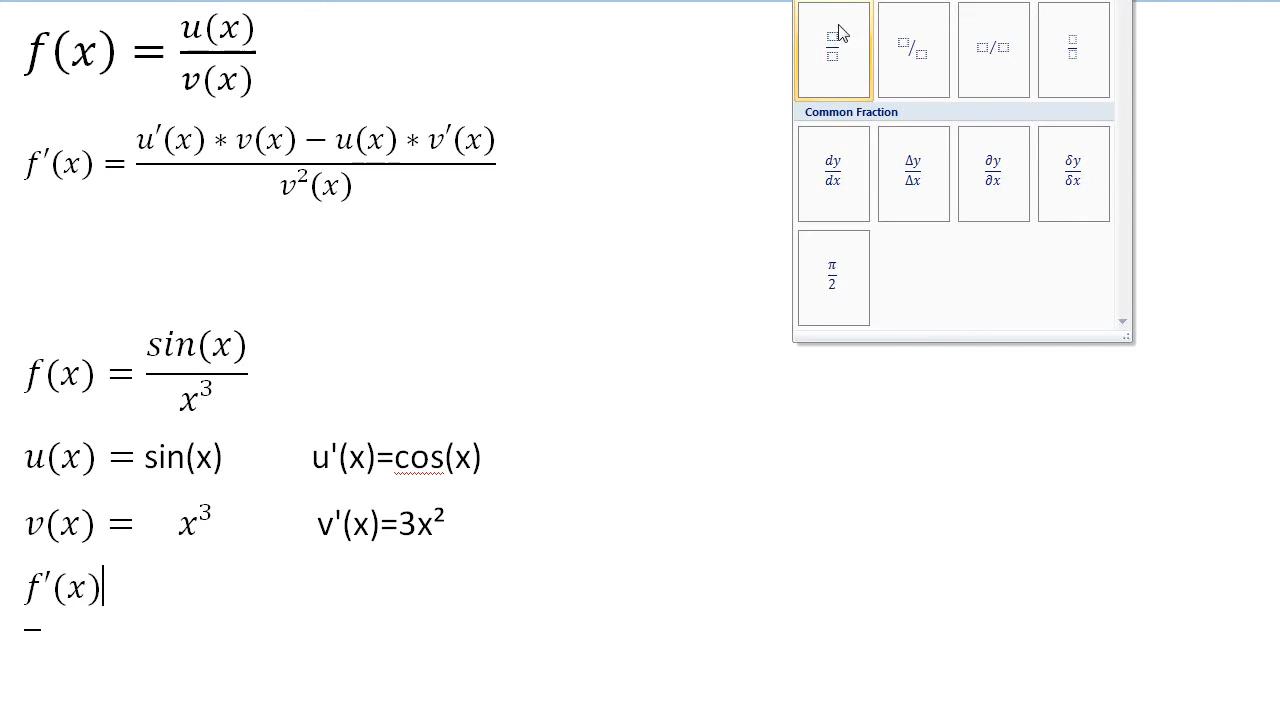 f(x) = u(x)/v(x)
f′(x) = u′(x) * v(x) − u(x) * v′(x)/v²(x)
f(x) = sin(x)/x³
u(x) = sin(x) u'(x)=cos(x)
v(x) = x³ v'(x)=3x²
f′(x)
Common Fraction
dy/dx Δy/Δx ∂y/∂x δy/δx
π/2